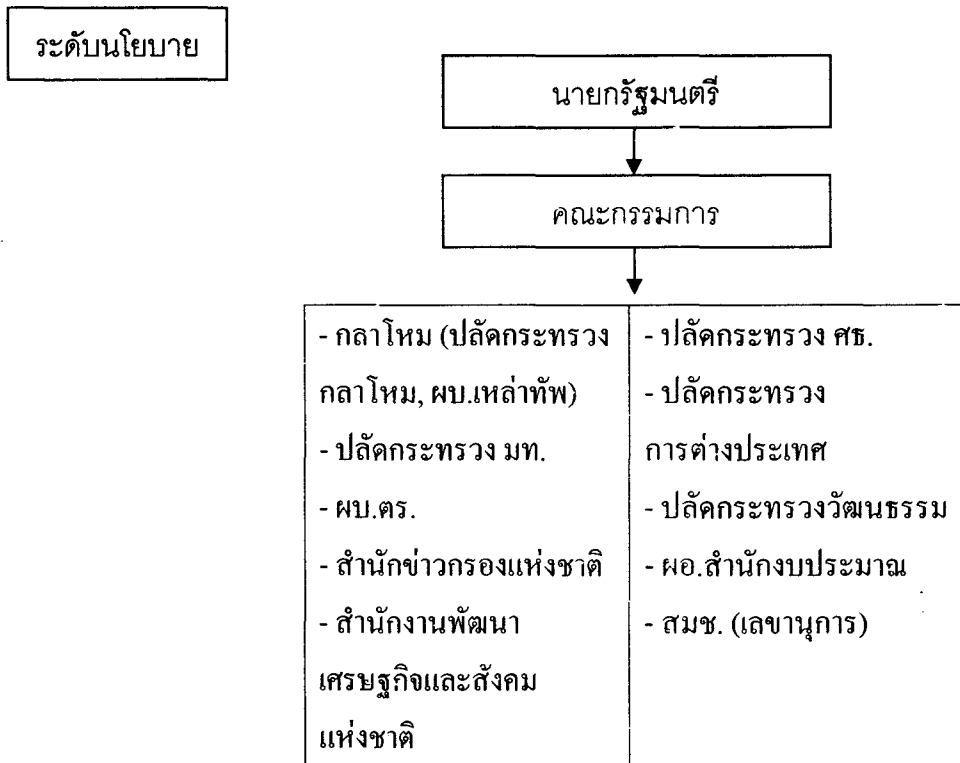 ระดับนโยบาย
นายกรัฐมนตรี
คณะกรรมการ
- กลาโหม (ปลัดกระทรวง
กลาโหม, ผบ.เหล่าทัพ)
- ปลัดกระทรวง มท.
- ผบ.ตร.
- สำนักข่าวกรองแห่งชาติ
- สำนักงานพัฒนา
เศรษฐกิจและสังคม
แห่งชาติ
- ปลัดกระทรวง ศธ.
- ปลัดกระทรวง
การต่างประเทศ
- ปลัดกระทรวงวัฒนธรรม
- ผอ.สำนักงบประมาณ
- สมช. (เลขานุการ)